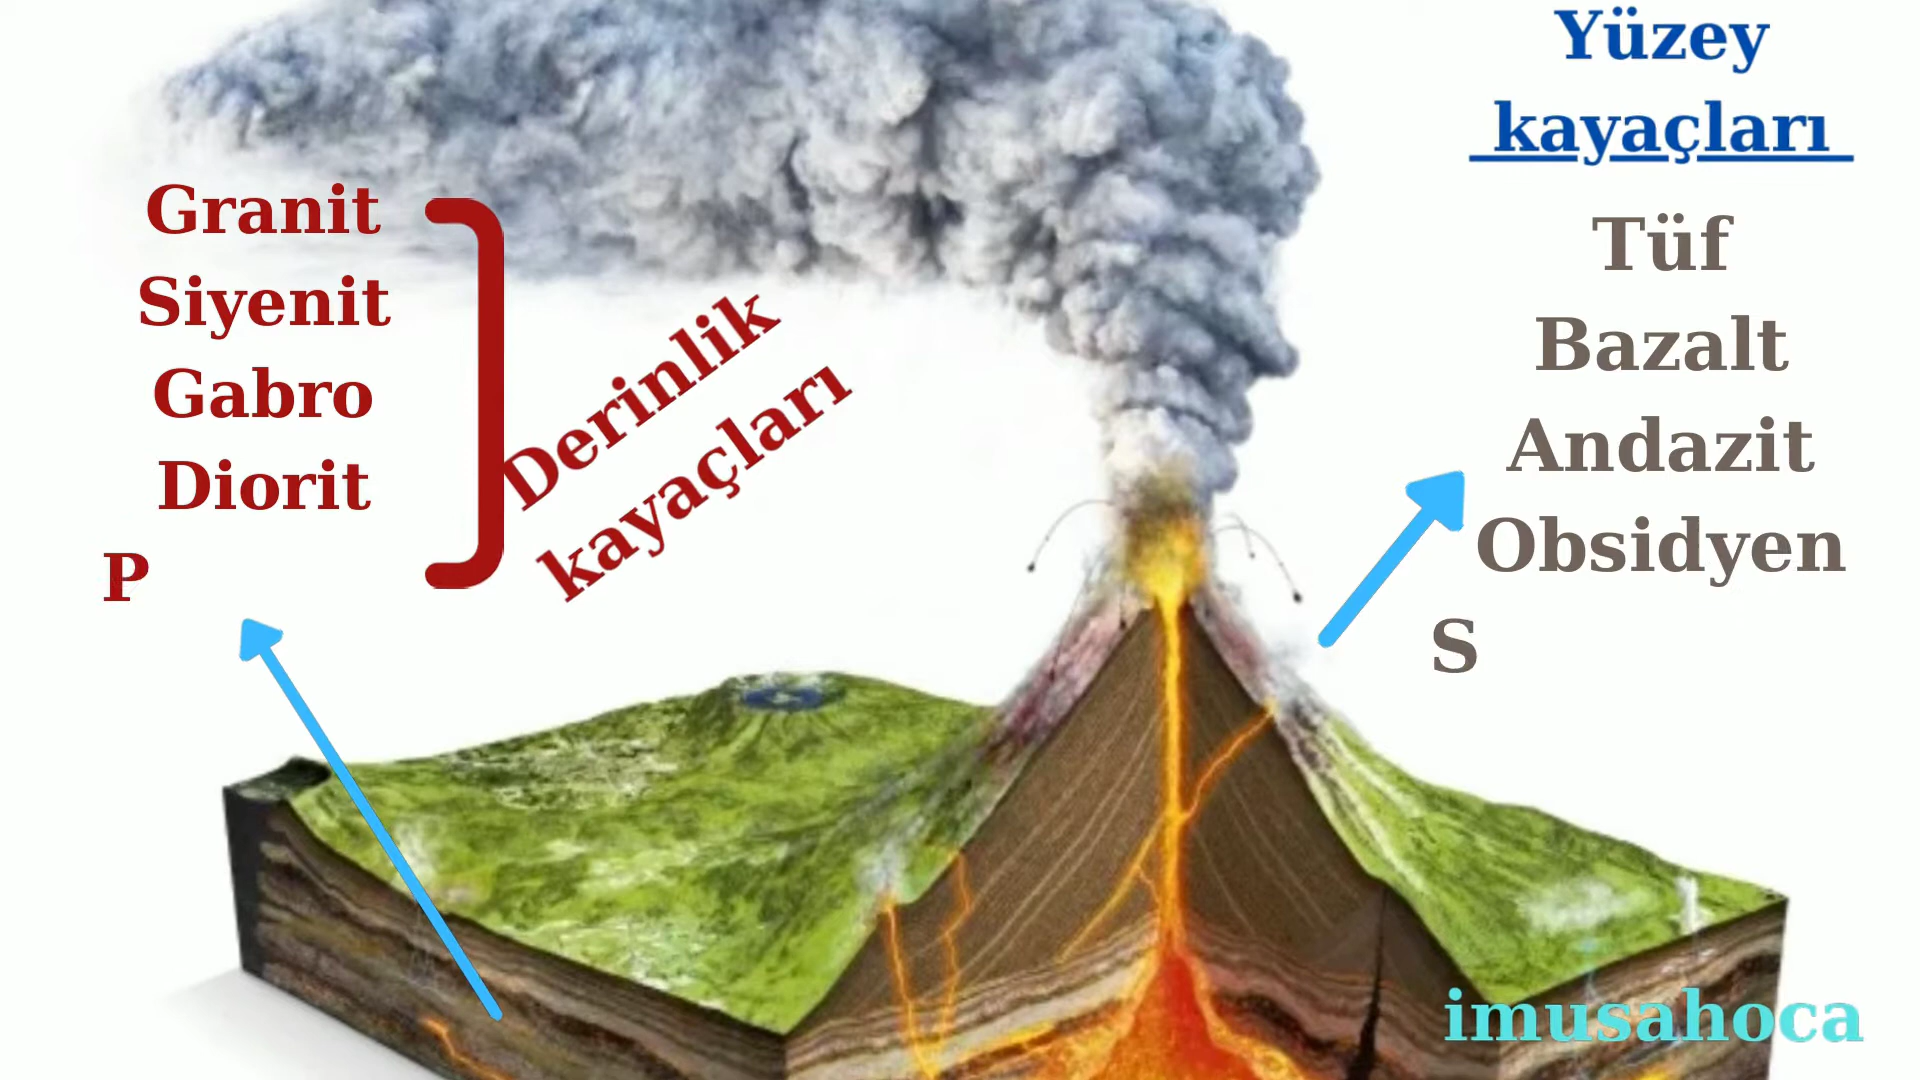 Granit
Siyenit
Gabro
Diorit
P
Derinlik
kayaçları
Yüzey
kayaçları
Tüf
Bazalt
Andazit
Obsidyen
S
imusahoca